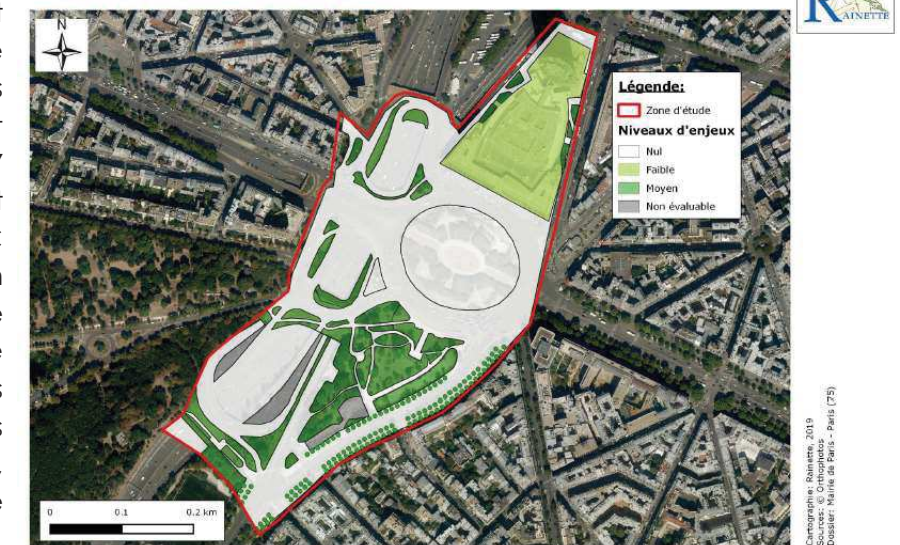 f
e
s
r
y
f
t
n
e
e
s
s
,
e
N
RAINETTE
Légende:
Zone d'étude
Niveaux d'enjeux
Nul
Faible
Moyen
Non évaluable
0 0.1 0.2 km
Cartographie: Rainette, 2019
Sources: © Orthophotos
Dossier: Mairie de Paris - Paris (75)